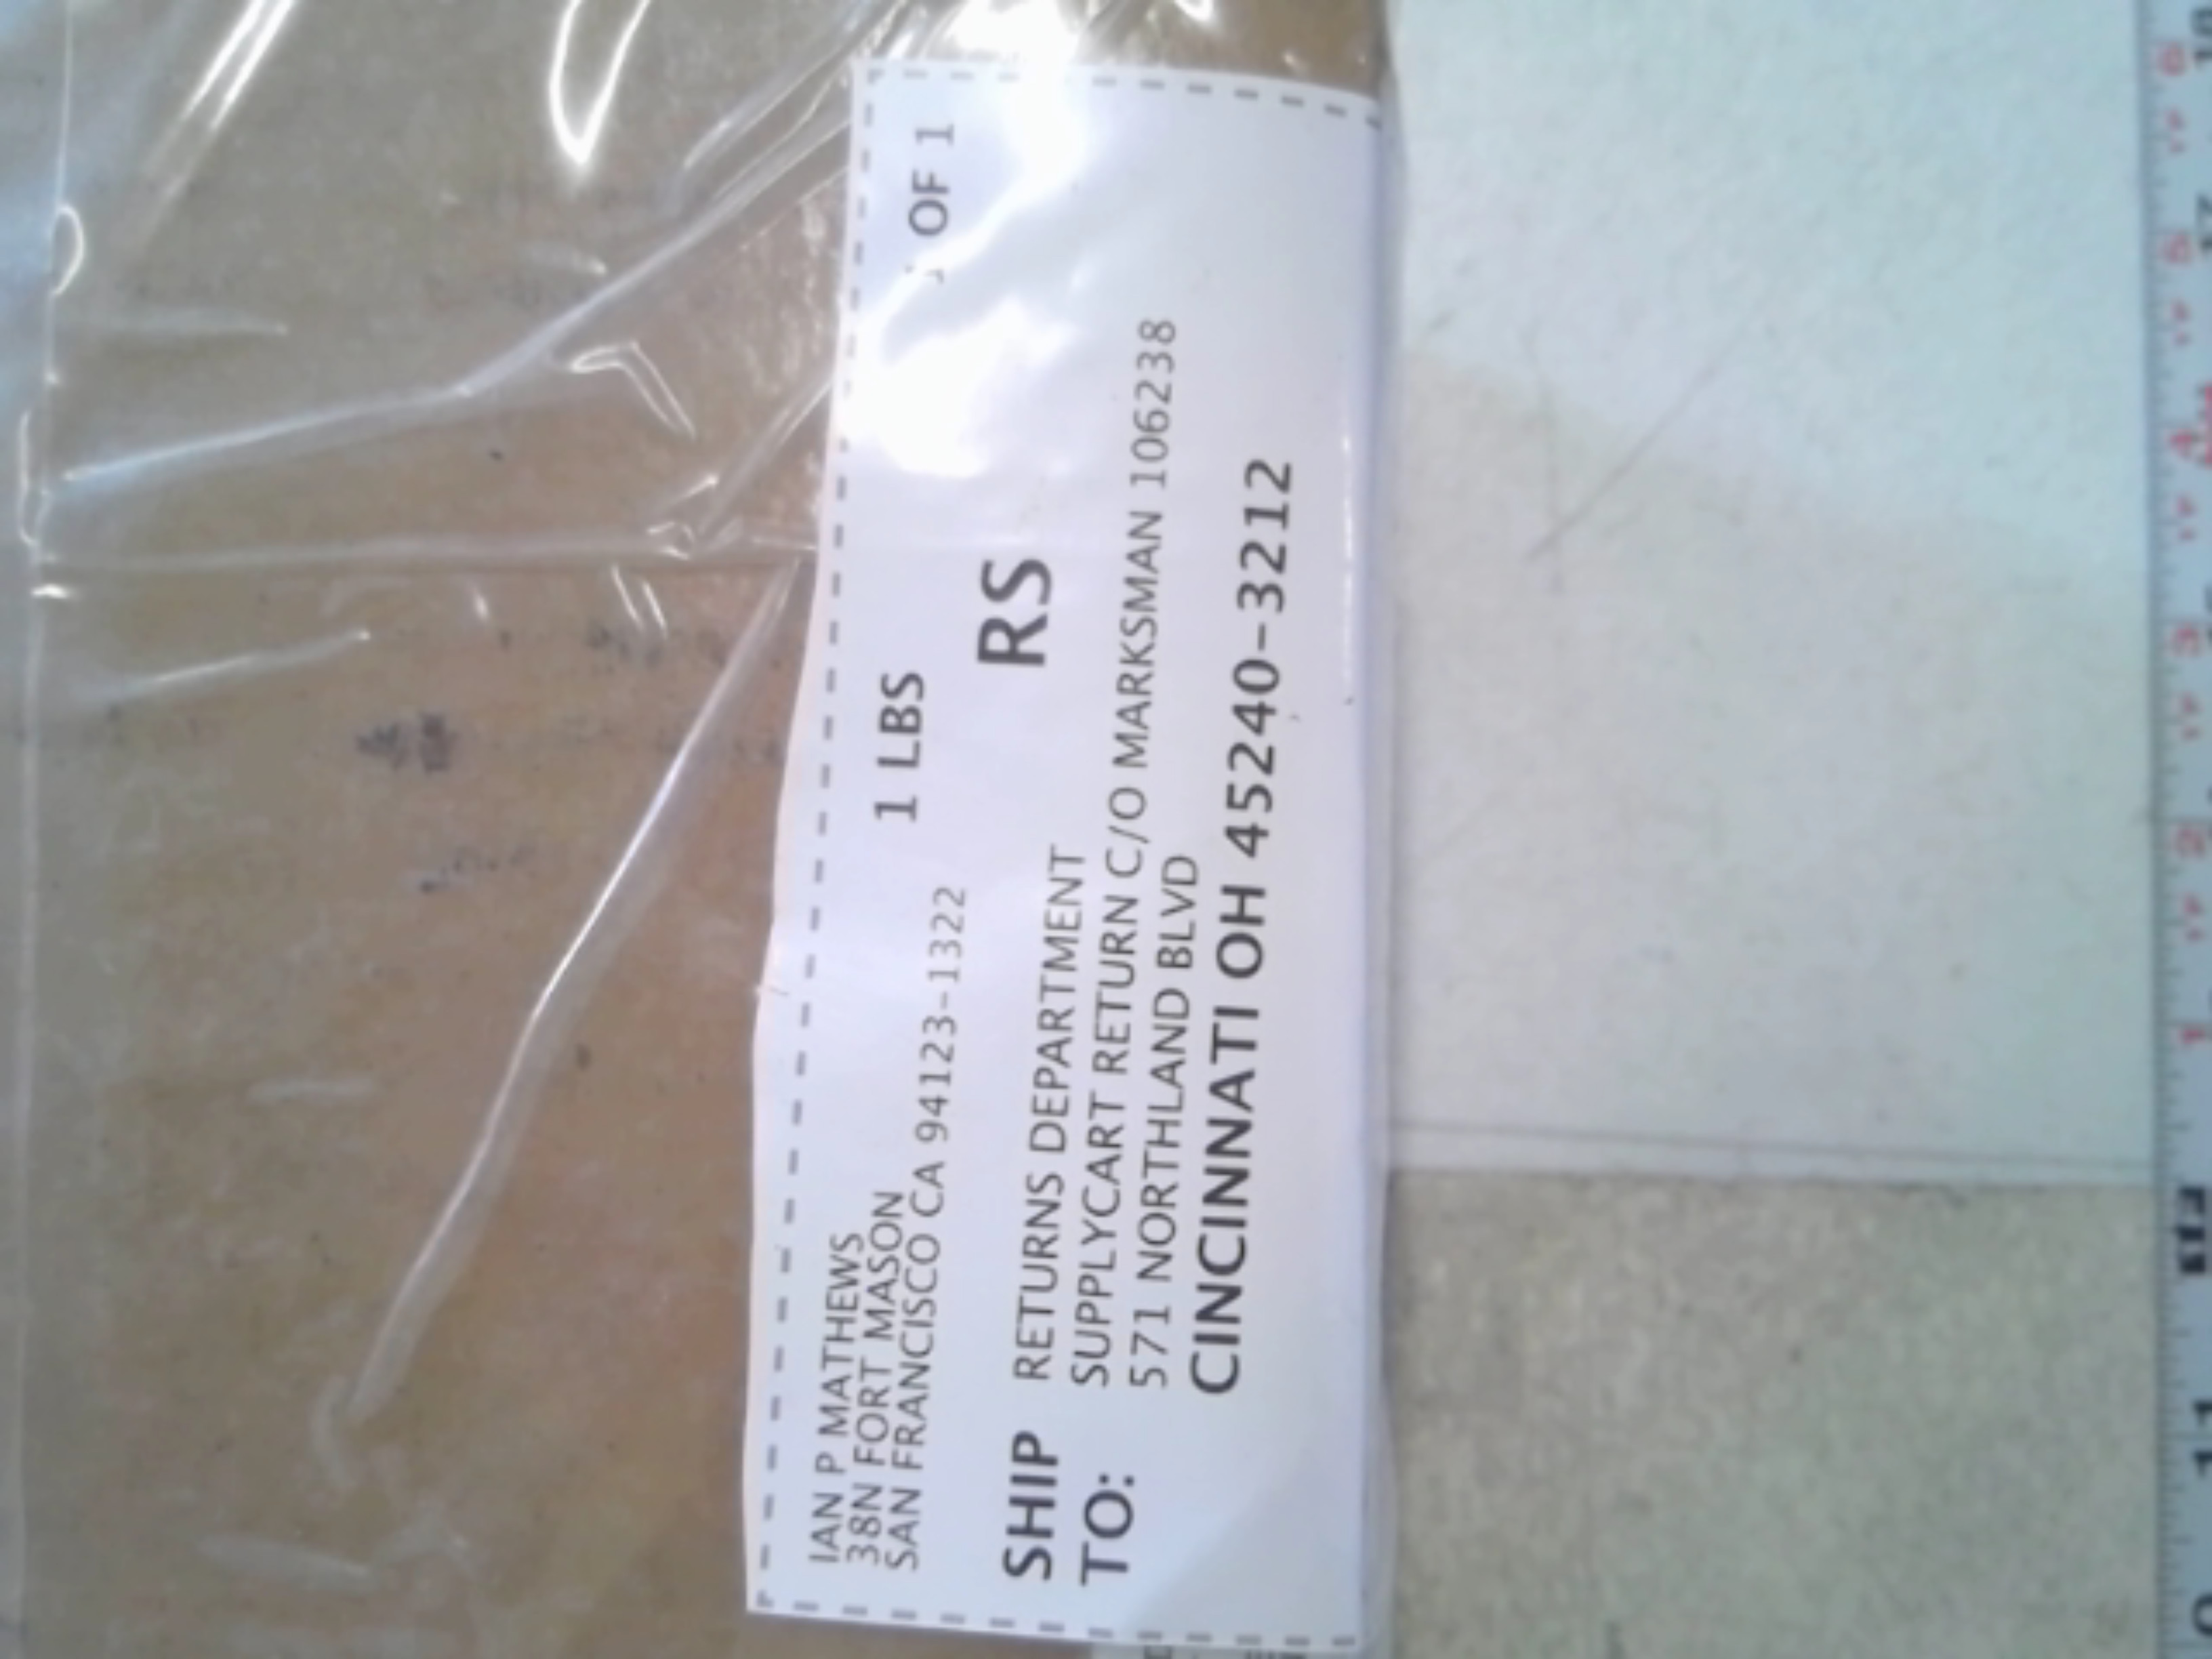 IAN P MATHEWS
38N FORT MASON
SAN FRANCISCO CA 94123-1322
1 LBS
OF 1
RS
SHIP TO:
RETURNS DEPARTMENT
SUPPLYCART RETURN C/O MARKSMAN 106238
571 NORTHLAND BLVD
CINCINNATI OH 45240-3212